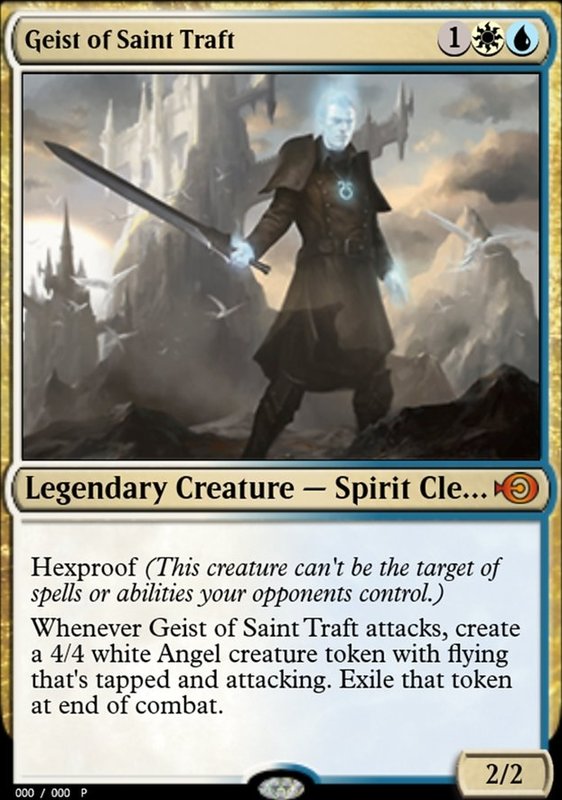 Geist of Saint Traft
1
Legendary Creature — Spirit Cle...
Hexproof (This creature can't be the target of
spells or abilities your opponents control.)
Whenever Geist of Saint Traft attacks, create
a 4/4 white Angel creature token with flying
that's tapped and attacking. Exile that token
at end of combat.
2/2
000 / 000 P